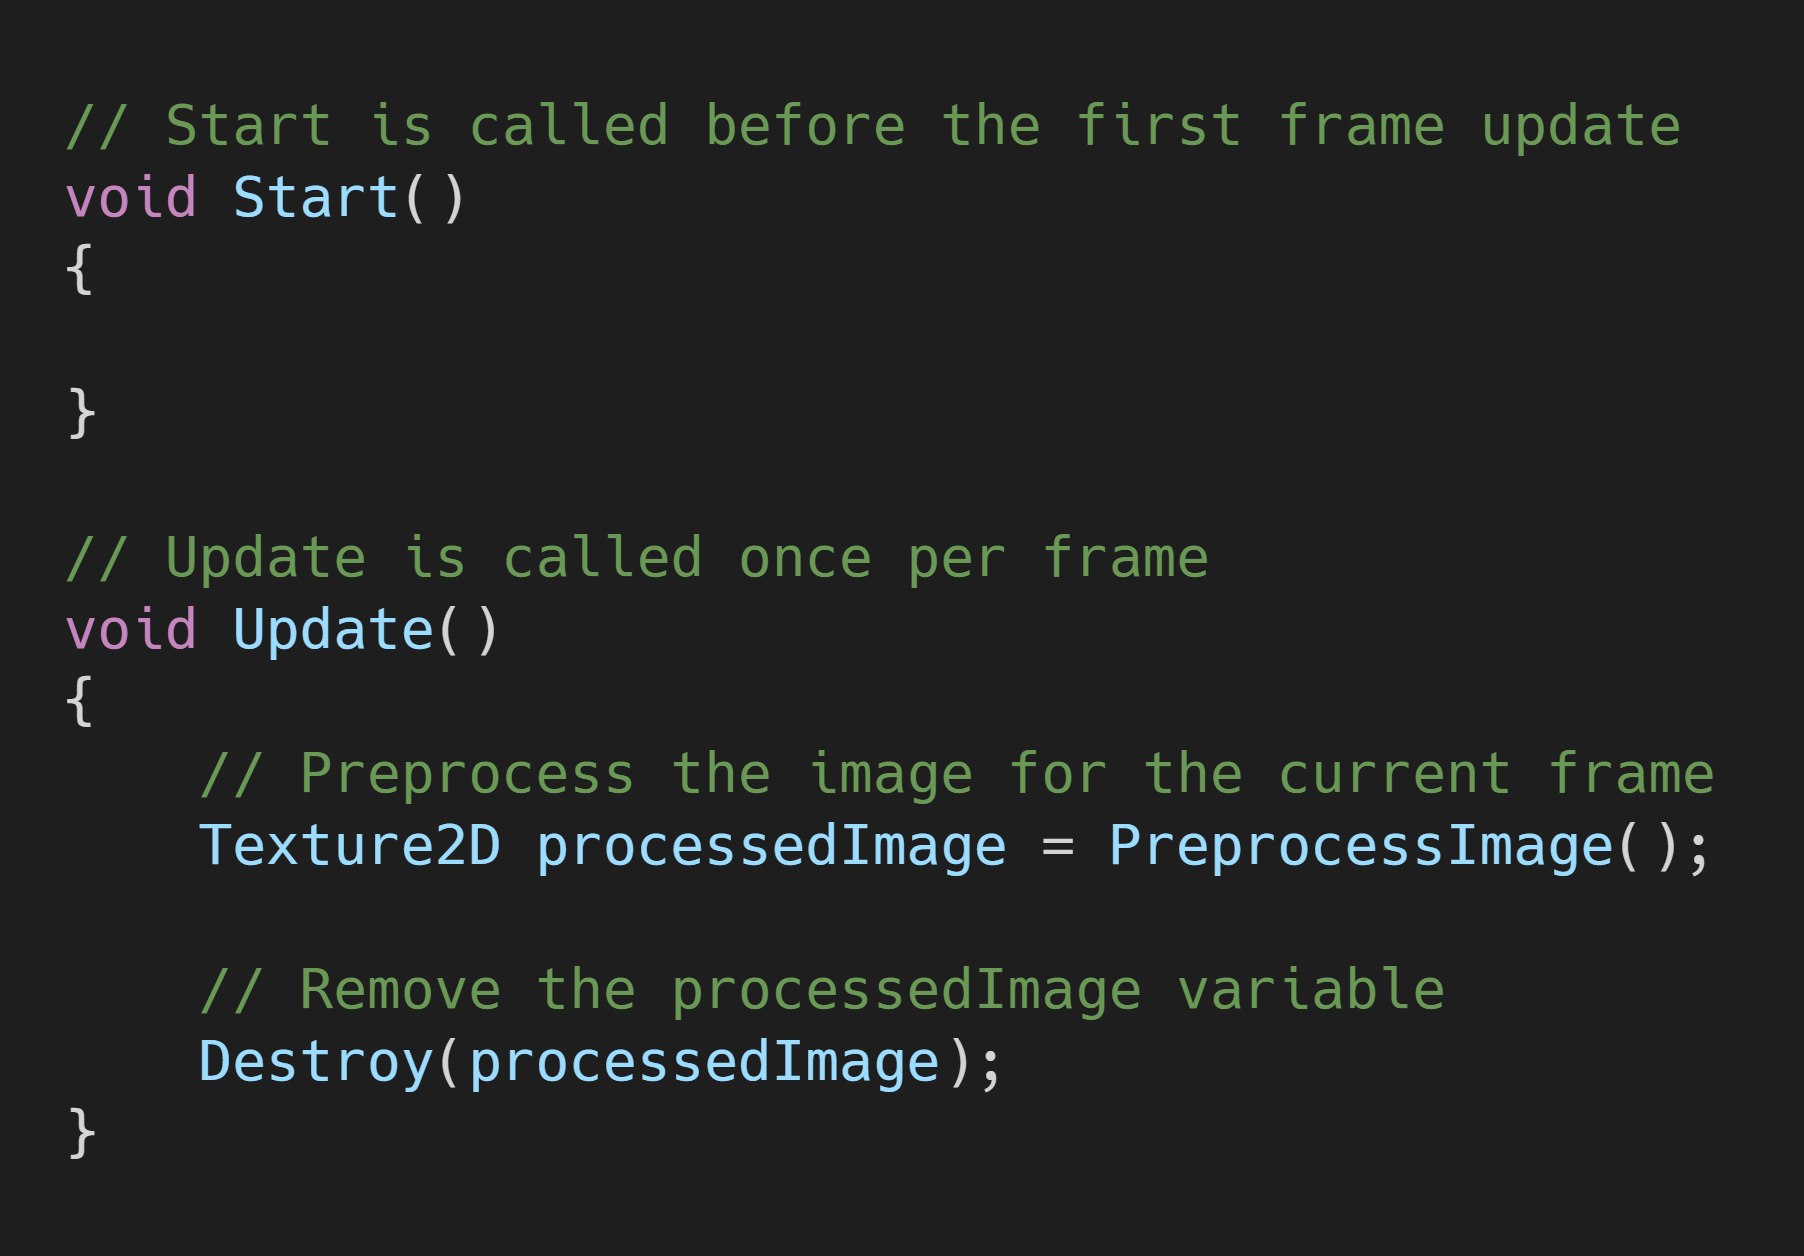 // Start is called before the first frame update
void Start()
{
}
// Update is called once per frame
void Update()
{
// Preprocess the image for the current frame
Texture2D processedImage = PreprocessImage();
// Remove the processedImage variable
Destroy(processedImage);
}